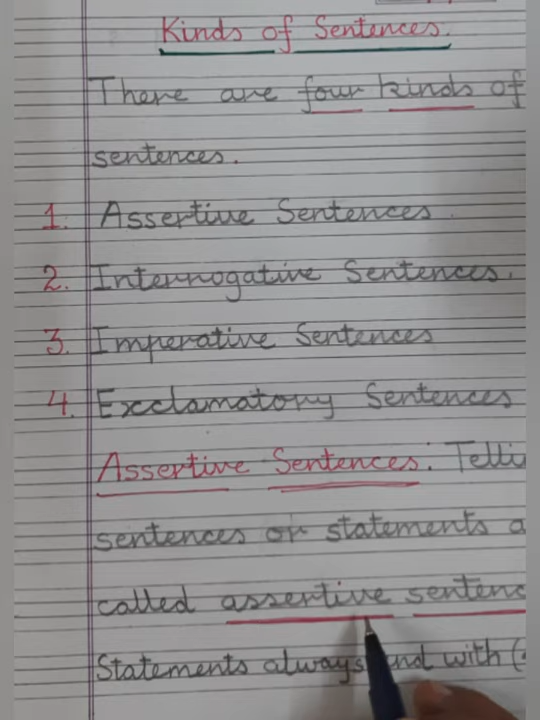 Kinds of Sentences.
There are four kinds of
sentences.
1. Assertive Sentences.
2. Interrogative Sentences.
3. Imperative Sentences
4. Exclamatory Sentences
Assertive Sentences: Telli
sentences or statements a
called assertive sentenc
Statements always end with (